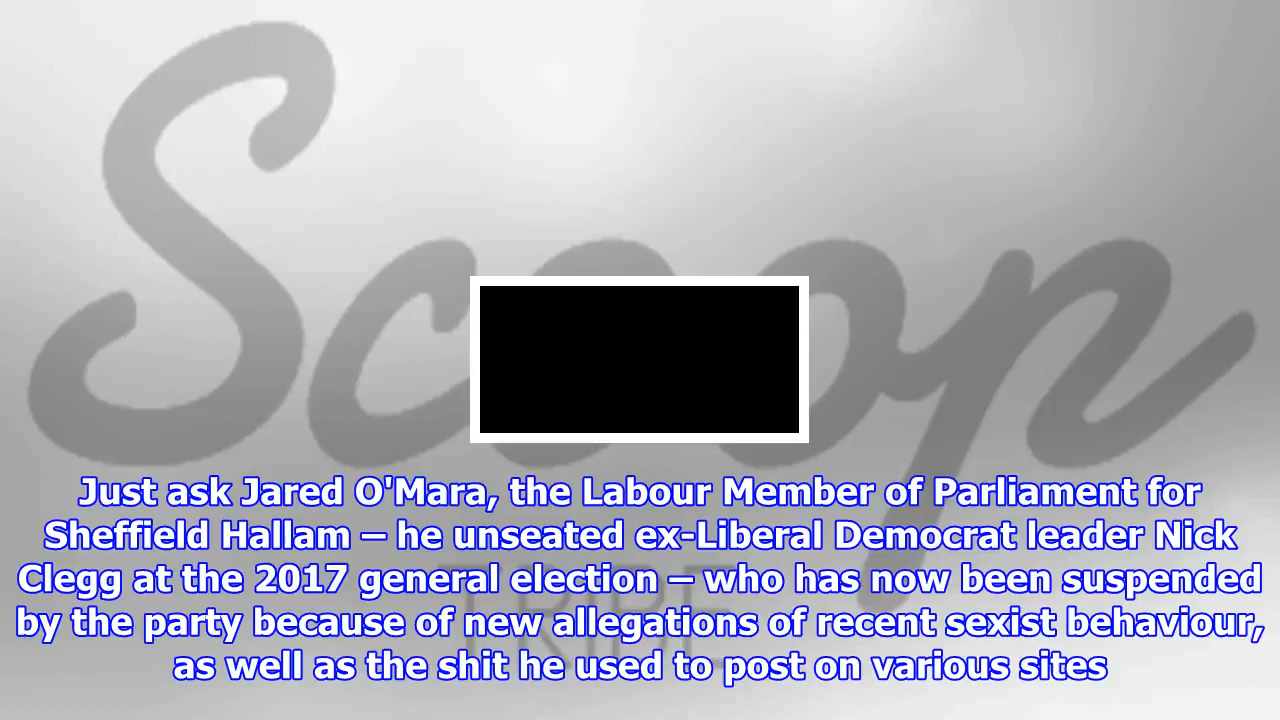 Scoop
TRIBE
Just ask Jared O'Mara, the Labour Member of Parliament for
Sheffield Hallam – he unseated ex-Liberal Democrat leader Nick
Clegg at the 2017 general election – who has now been suspended
by the party because of new allegations of recent sexist behaviour,
as well as the shit he used to post on various sites